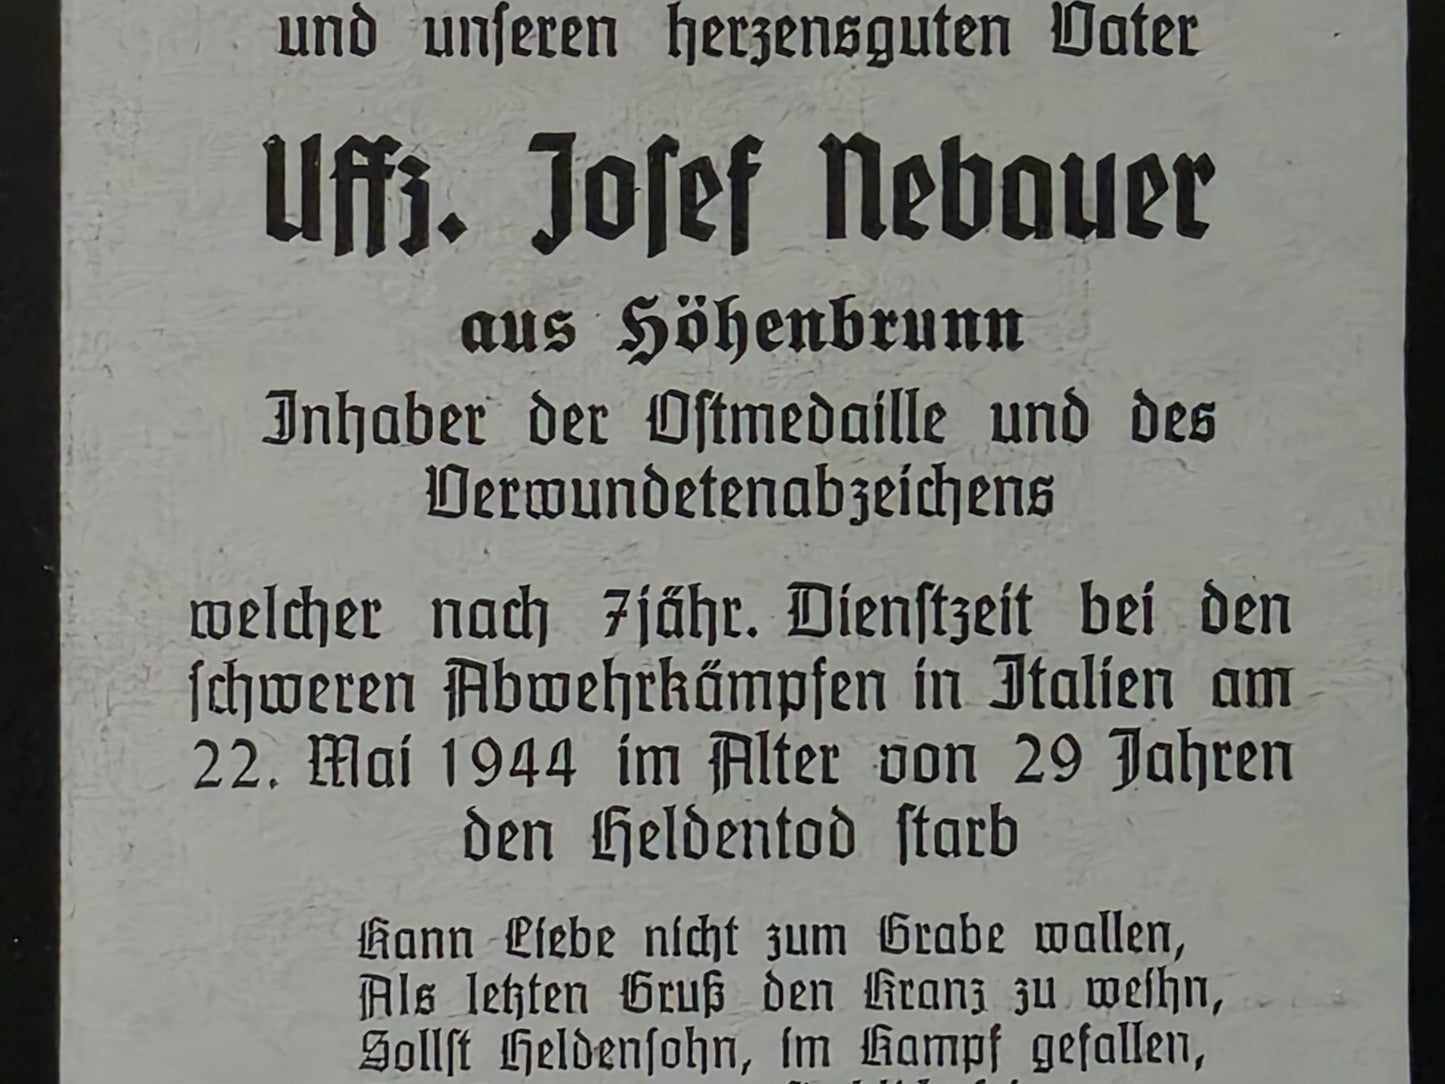 und unseren herzensguten Vater
Uffz. Josef Nebauer
aus Höhenbrunn
Inhaber der Ostmedaille und des
Verwundetenabzeichens
welcher nach 7jähr. Dienstzeit bei den
schweren Abwehrkämpfen in Italien am
22. Mai 1944 im Alter von 29 Jahren
den Heldentod starb
Kann Liebe nicht zum Grabe wallen,
Als letzten Gruß den Kranz zu weihn,
Sollst Heldensohn, im Kampf gefallen,